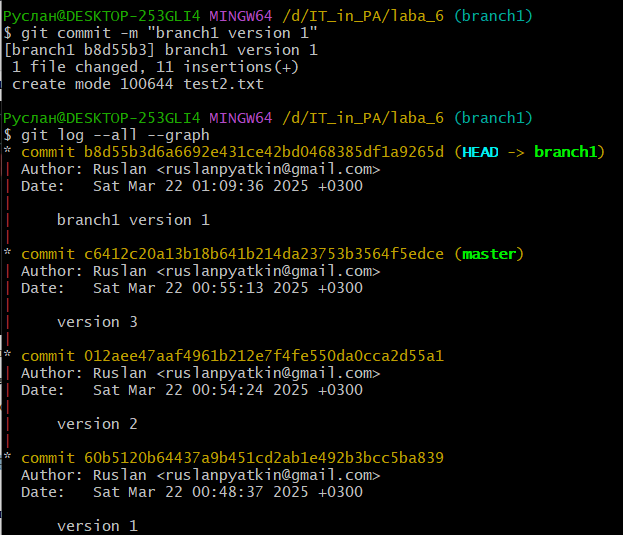 Руслан@DESKTOP-253GLI4 MINGW64 /d/IT_in_PA/laba_6 (branch1)
$ git commit -m "branch1 version 1"
[branch1 b8d55b3] branch1 version 1
 1 file changed, 11 insertions(+)
 create mode 100644 test2.txt

Руслан@DESKTOP-253GLI4 MINGW64 /d/IT_in_PA/laba_6 (branch1)
$ git log --all --graph
* commit b8d55b3d6a6692e431ce42bd0468385df1a9265d (HEAD -> branch1)
| Author: Ruslan <ruslanpyatkin@gmail.com>
| Date:   Sat Mar 22 01:09:36 2025 +0300
|
|     branch1 version 1
|
* commit c6412c20a13b18b641b214da23753b3564f5edce (master)
| Author: Ruslan <ruslanpyatkin@gmail.com>
| Date:   Sat Mar 22 00:55:13 2025 +0300
|
|     version 3
|
* commit 012aee47aaf4961b212e7f4fe550da0cca2d55a1
| Author: Ruslan <ruslanpyatkin@gmail.com>
| Date:   Sat Mar 22 00:54:24 2025 +0300
|
|     version 2
|
* commit 60b5120b64437a9b451cd2ab1e492b3bcc5ba839
  Author: Ruslan <ruslanpyatkin@gmail.com>
  Date:   Sat Mar 22 00:48:37 2025 +0300

      version 1